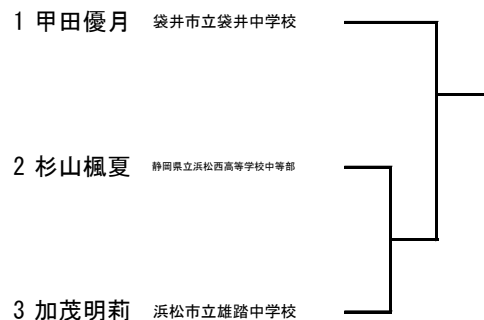 1 甲田優月 袋井市立袋井中学校
2 杉山楓夏 静岡県立浜松西高等学校中等部
3 加茂明莉 浜松市立雄踏中学校